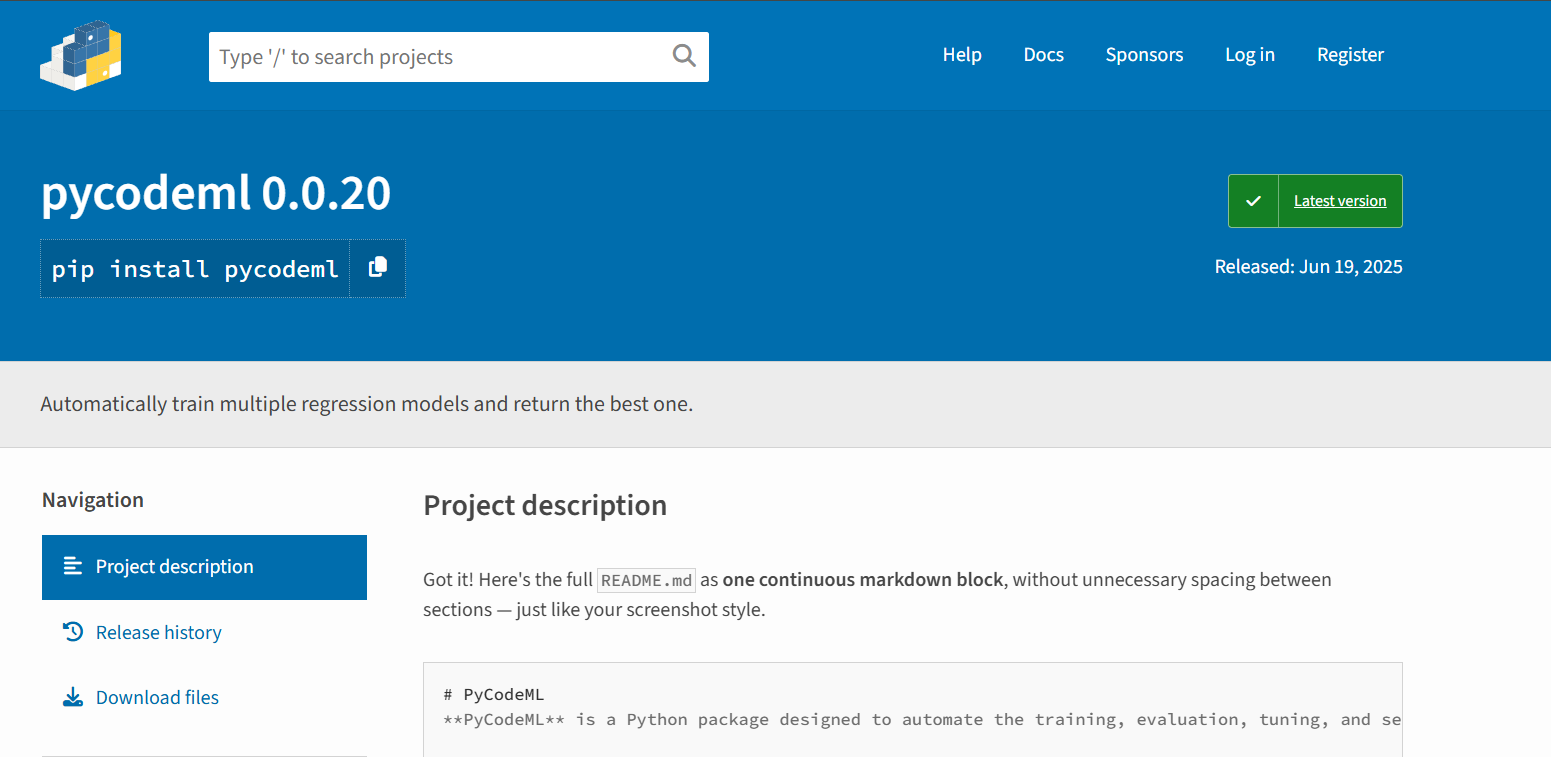 Type '/' to search projects
Help
Docs
Sponsors
Log in
Register
pycodeml 0.0.20
pip install pycodeml
Latest version
Released: Jun 19, 2025
Automatically train multiple regression models and return the best one.
Navigation
Project description
Release history
Download files
Project description
Got it! Here's the full README.md as one continuous markdown block, without unnecessary spacing between
sections — just like your screenshot style.
# PyCodeML
**PyCodeML** is a Python package designed to automate the training, evaluation, tuning, and se